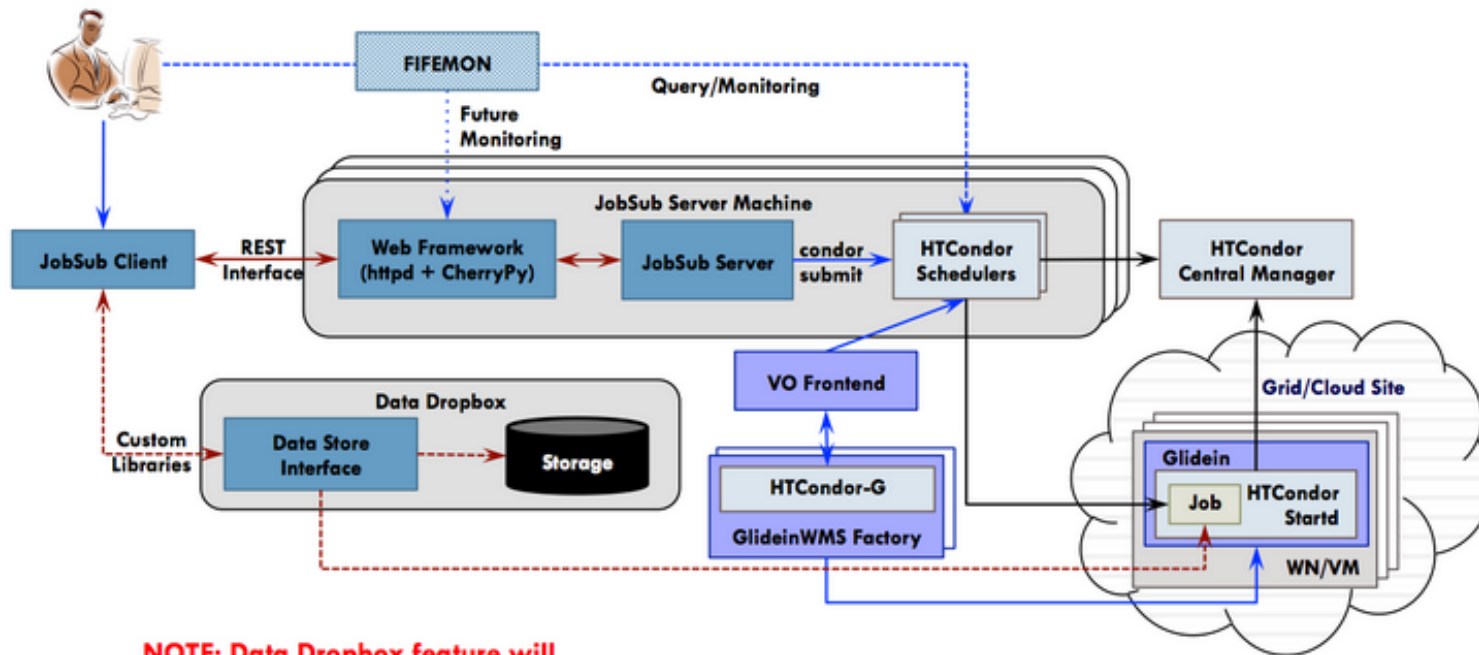 FIFEMON
Query/Monitoring
Future
Monitoring
JobSub Server Machine
JobSub Client
REST
Interface
Web Framework
(httpd + CherryPy)
JobSub Server
condor
submit
HTCondor
Schedulers
HTCondor
Central Manager
VO Frontend
Grid/Cloud Site
Data Dropbox
Custom
Libraries
Data Store
Interface
Storage
HTCondor-G
GlideinWMS Factory
Glidein
Job
HTCondor
Startd
WN/VM
NOTE: Data Dropbox feature will